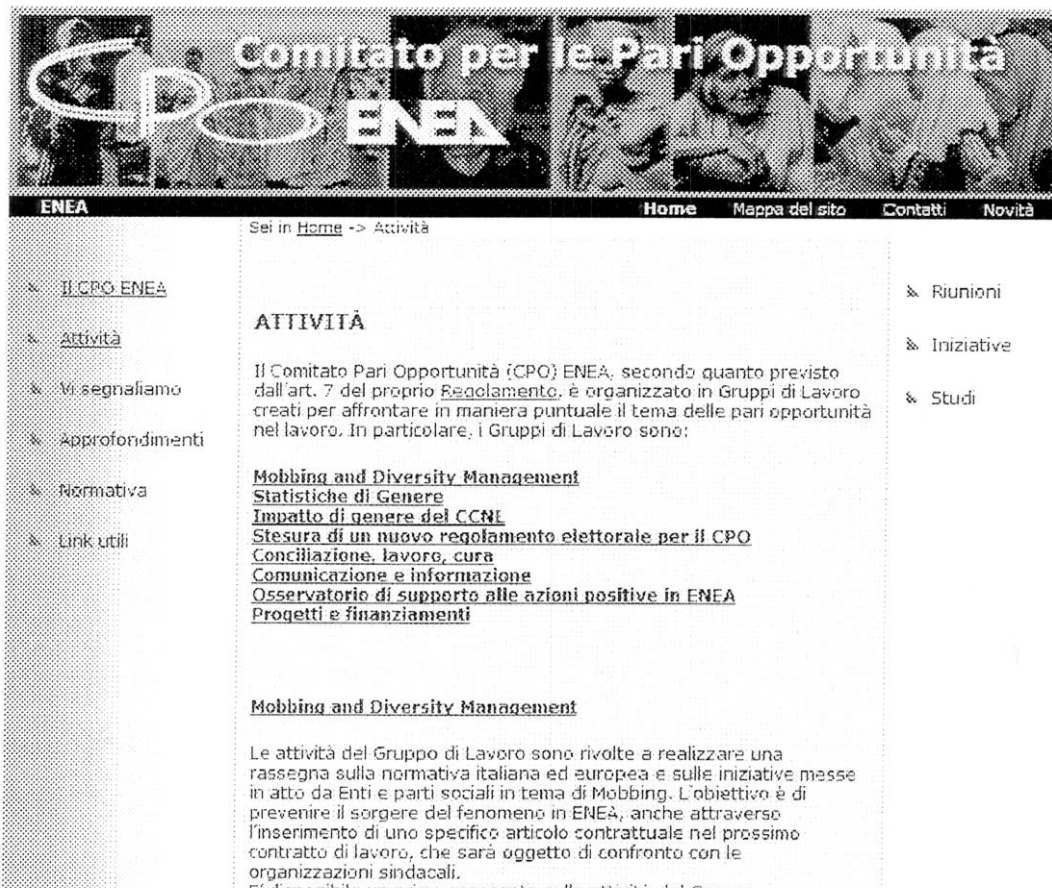 Comitato per le Pari Opportunità
CPO ENEA
ENEA Home Mappa del sito Contatti Novità
Sei in Home -> Attività
Il CPO ENEA
Attività
Vi segnaliamo
Approfondimenti
Normativa
Link utili
ATTIVITÀ
Il Comitato Pari Opportunità (CPO) ENEA, secondo quanto previsto
dall'art. 7 del proprio Regolamento, è organizzato in Gruppi di Lavoro
creati per affrontare in maniera puntuale il tema delle pari opportunità
nel lavoro. In particolare, i Gruppi di Lavoro sono:
Mobbing and Diversity Management
Statistiche di Genere
Impatto di genere del CCNL
Stesura di un nuovo regolamento elettorale per il CPO
Conciliazione, lavoro, cura
Comunicazione e informazione
Osservatorio di supporto alle azioni positive in ENEA
Progetti e finanziamenti
Mobbing and Diversity Management
Le attività del Gruppo di Lavoro sono rivolte a realizzare una
rassegna sulla normativa italiana ed europea e sulle iniziative messe
in atto da Enti e parti sociali in tema di Mobbing. L'obiettivo è di
prevenire il sorgere del fenomeno in ENEA, anche attraverso
l'inserimento di uno specifico articolo contrattuale nel prossimo
contratto di lavoro, che sarà oggetto di confronto con le
organizzazioni sindacali.
Riunioni
Iniziative
Studi